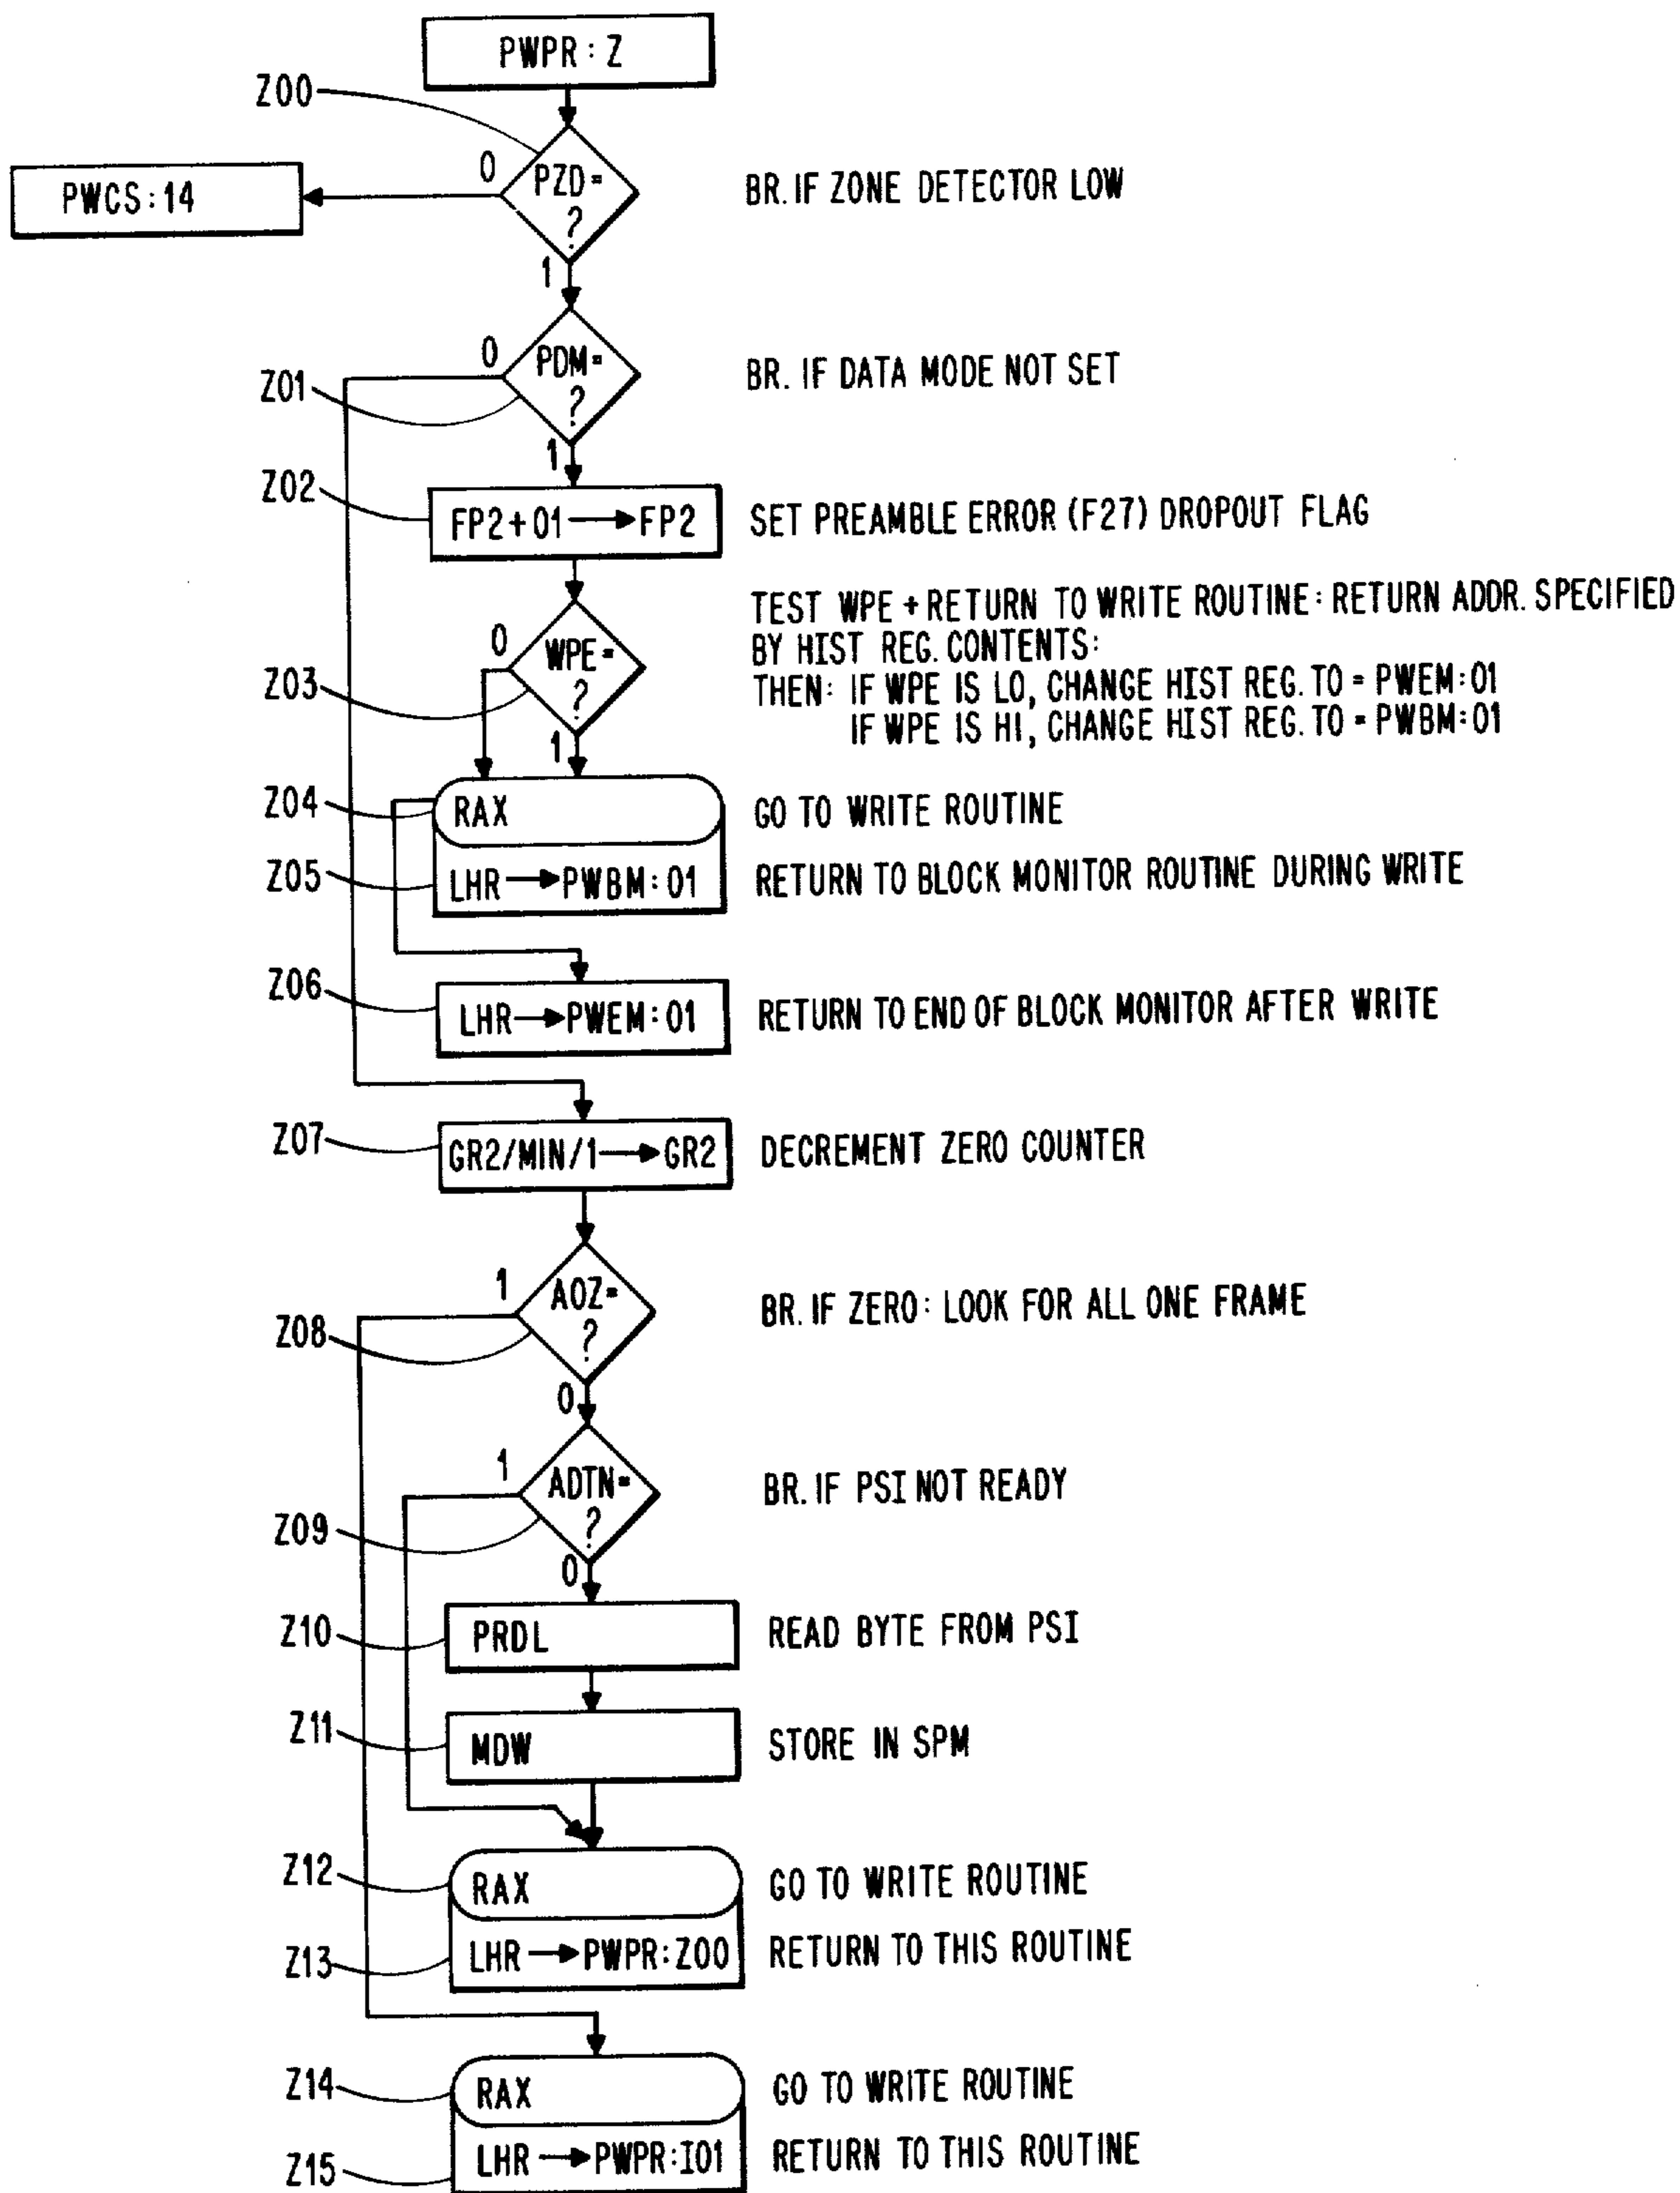 PWPR:Z
Z00
0
PZD=
?
BR. IF ZONE DETECTOR LOW
PWCS:14
1
0
PDM=
?
BR. IF DATA MODE NOT SET
Z01
1
Z02
FP2+01→FP2
SET PREAMBLE ERROR (F27) DROPOUT FLAG
TEST WPE + RETURN TO WRITE ROUTINE: RETURN ADDR. SPECIFIED
BY HIST REG. CONTENTS:
THEN: IF WPE IS LO, CHANGE HIST REG. TO = PWEM:01
IF WPE IS HI, CHANGE HIST REG. TO = PWBM:01
0
WPE=
?
Z03
1
Z04
RAX
GO TO WRITE ROUTINE
Z05
LHR→PWBM:01
RETURN TO BLOCK MONITOR ROUTINE DURING WRITE
Z06
LHR→PWEM:01
RETURN TO END OF BLOCK MONITOR AFTER WRITE
Z07
GR2/MIN/1→GR2
DECREMENT ZERO COUNTER
1
AOZ=
?
BR. IF ZERO: LOOK FOR ALL ONE FRAME
Z08
0
1
ADTN=
?
BR. IF PSI NOT READY
Z09
0
Z10
PRDL
READ BYTE FROM PSI
Z11
MDW
STORE IN SPM
Z12
RAX
GO TO WRITE ROUTINE
Z13
LHR→PWPR:Z00
RETURN TO THIS ROUTINE
Z14
RAX
GO TO WRITE ROUTINE
Z15
LHR→PWPR:I01
RETURN TO THIS ROUTINE